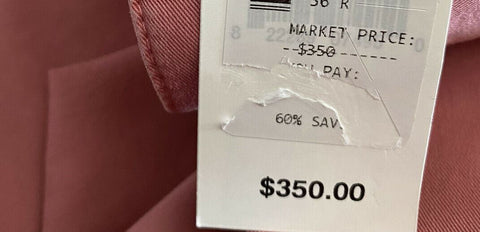 36 R
MARKET PRICE:
$350
PAY:
60% SAV
$350.00